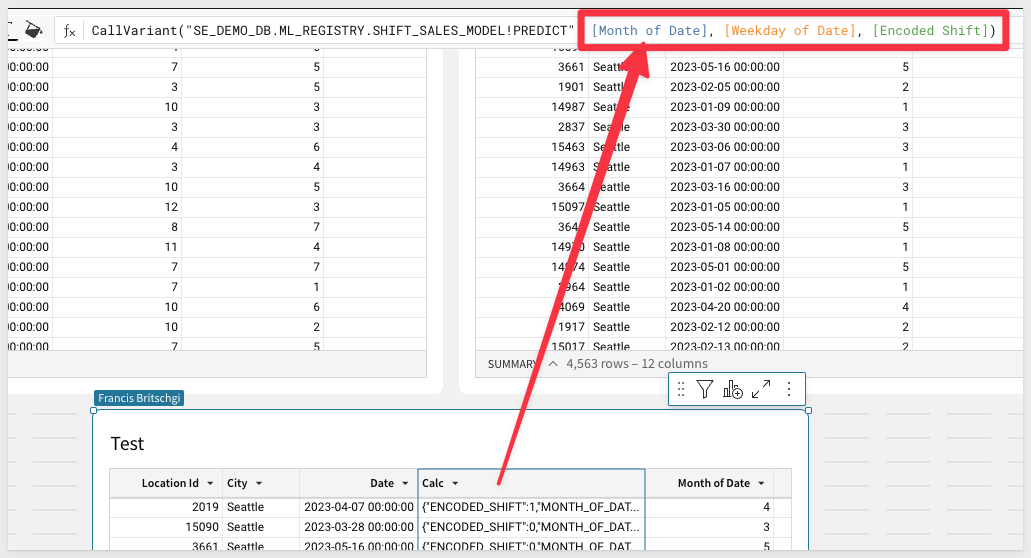 fx CallVariant("SE_DEMO_DB.ML_REGISTRY.SHIFT_SALES_MODEL!PREDICT" [Month of Date], [Weekday of Date], [Encoded Shift])
00:00:00 7 5 3661 Seattle 2023-05-16 00:00:00 5
00:00:00 3 5 1901 Seattle 2023-02-05 00:00:00 2
00:00:00 10 3 14987 Seattle 2023-01-09 00:00:00 1
00:00:00 3 3 2837 Seattle 2023-03-30 00:00:00 3
00:00:00 4 6 15463 Seattle 2023-03-06 00:00:00 3
00:00:00 3 4 14963 Seattle 2023-01-07 00:00:00 1
00:00:00 10 5 3664 Seattle 2023-03-16 00:00:00 3
00:00:00 12 3 15097 Seattle 2023-01-05 00:00:00 1
00:00:00 8 7 Seattle 2023-05-14 00:00:00 5
00:00:00 11 4 Seattle 2023-01-08 00:00:00 1
00:00:00 7 7 Seattle 2023-05-01 00:00:00 5
00:00:00 7 1 Seattle 2023-01-02 00:00:00 1
00:00:00 10 6 Seattle 2023-04-20 00:00:00 4
00:00:00 10 2 1917 Seattle 2023-02-12 00:00:00 2
00:00:00 7 5 15017 Seattle 2023-02-13 00:00:00 2
SUMMARY 4,563 rows – 12 columns
Francis Britschgi
Test
Location Id City Date Calc Month of Date
2019 Seattle 2023-04-07 00:00:00 {"ENCODED_SHIFT":1,"MONTH_OF_DAT... 4
15090 Seattle 2023-03-28 00:00:00 {"ENCODED_SHIFT":0,"MONTH_OF_DAT... 3
3661 Seattle 2023-05-16 00:00:00 {"ENCODED_SHIFT":0,"MONTH_OF_DAT... 5